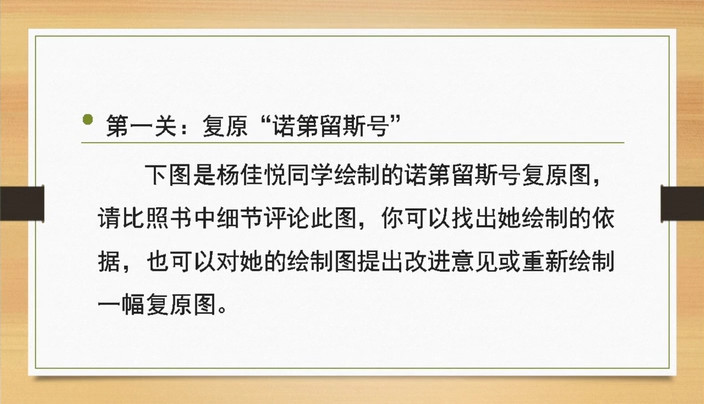 第一关：复原“诺第留斯号”
下图是杨佳悦同学绘制的诺第留斯号复原图，
请比照书中细节评论此图，你可以找出她绘制的依
据，也可以对她的绘制图提出改进意见或重新绘制
一幅复原图。